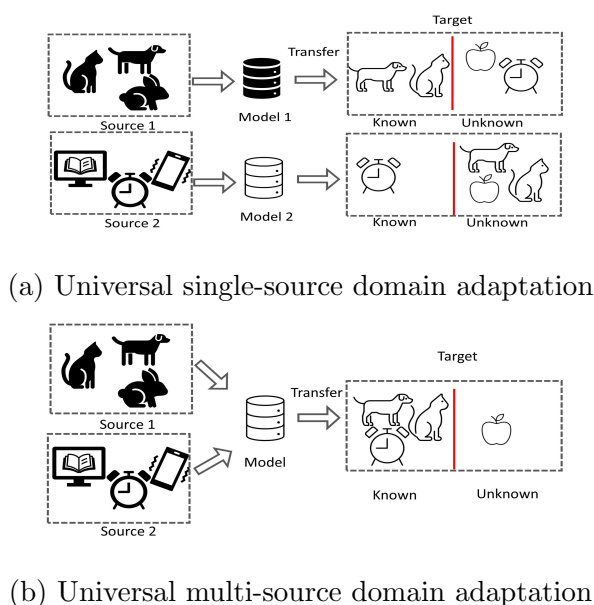 Target
Transfer
Source 1
Model 1
Known
Unknown
Source 2
Model 2
Known
Unknown
(a) Universal single-source domain adaptation
Target
Transfer
Source 1
Model
Known
Unknown
Source 2
(b) Universal multi-source domain adaptation